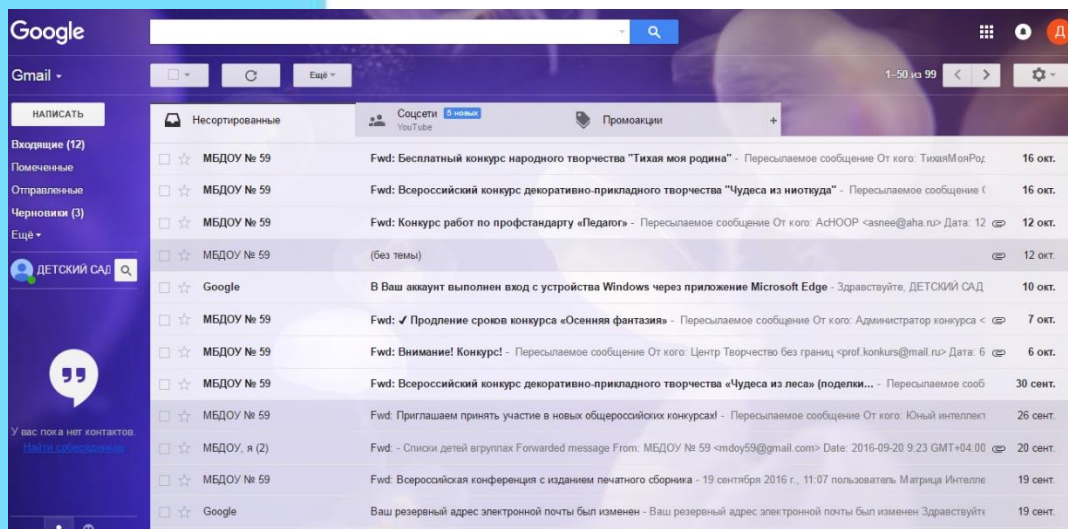 Google
Gmail
Ещё
1–50 из 99
НАПИСАТЬ
Входящие (12)
Помеченные
Отправленные
Черновики (3)
Ещё
ДЕТСКИЙ САД
У вас пока нет контактов.
Найти собеседников
Несортированные
Соцсети 5 новых
YouTube
Промоакции
+
Д
МБДОУ № 59 Fwd: Бесплатный конкурс народного творчества "Тихая моя родина" - Пересылаемое сообщение От кого: ТихаяМояРод 16 окт.
МБДОУ № 59 Fwd: Всероссийский конкурс декоративно-прикладного творчества "Чудеса из ниоткуда" - Пересылаемое сообщение 16 окт.
МБДОУ № 59 Fwd: Конкурс работ по профстандарту «Педагог» - Пересылаемое сообщение От кого: АсНООР <asnee@aha.ru> Дата: 12 12 окт.
МБДОУ № 59 (без темы) 12 окт.
Google В Ваш аккаунт выполнен вход с устройства Windows через приложение Microsoft Edge - Здравствуйте, ДЕТСКИЙ САД 10 окт.
МБДОУ № 59 Fwd: ✓ Продление сроков конкурса «Осенняя фантазия» - Пересылаемое сообщение От кого: Администратор конкурса < 7 окт.
МБДОУ № 59 Fwd: Внимание! Конкурс! - Пересылаемое сообщение От кого: Центр Творчество без границ <prof.konkurs@mail.ru> Дата: 6 6 окт.
МБДОУ № 59 Fwd: Всероссийский конкурс декоративно-прикладного творчества «Чудеса из леса» (поделки... - Пересылаемое сооб 30 сент.
МБДОУ № 59 Fwd: Приглашаем принять участие в новых общероссийских конкурсах! - Пересылаемое сообщение От кого: Юный интеллект 26 сент.
МБДОУ, я (2) Fwd: - Списки детей вгруппах Forwarded message From: МБДОУ № 59 <mdoy59@gmail.com> Date: 2016-09-20 9:23 GMT+04:00 20 сент.
МБДОУ № 59 Fwd: Всероссийская конференция с изданием печатного сборника - 19 сентября 2016 г., 11:07 пользователь Матрица Интелле 19 сент.
Google Ваш резервный адрес электронной почты был изменен - Ваш резервный адрес электронной почты был изменен Здравствуйте 19 сент.